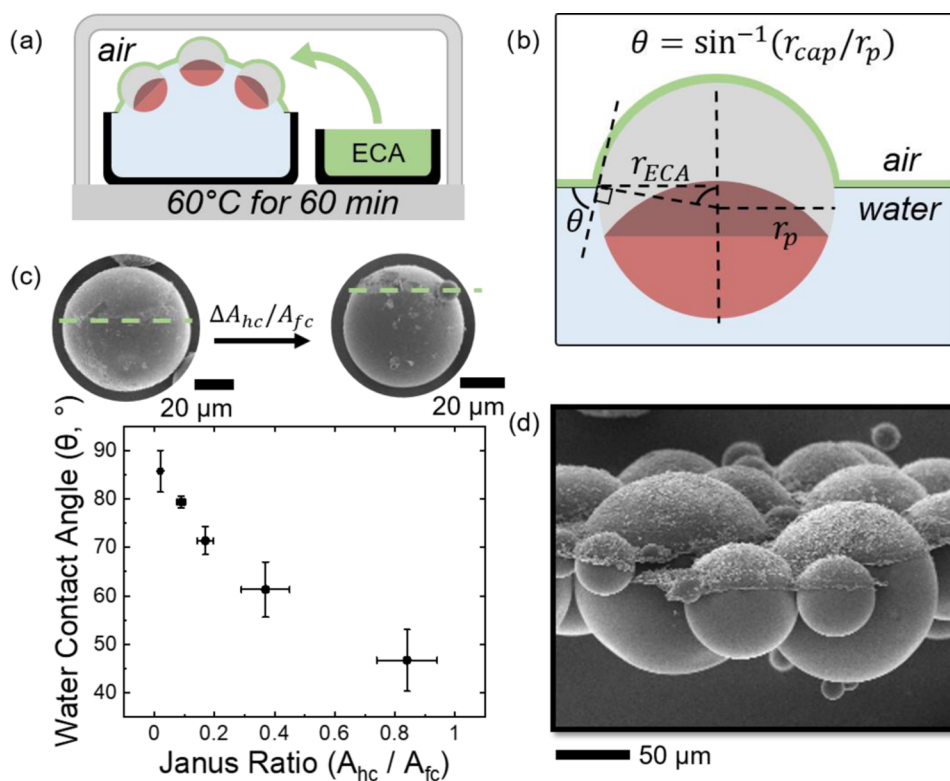 (a)
air
ECA
60°C for 60 min
(b)
θ = sin⁻¹(r_cap/r_p)
r_ECA
air
water
θ
r_p
(c)
ΔA_hc/A_fc
20 μm
20 μm
Water Contact Angle (θ, °)
90
80
70
60
50
40
0
0.2
0.4
0.6
0.8
1
Janus Ratio (A_hc / A_fc)
(d)
50 μm